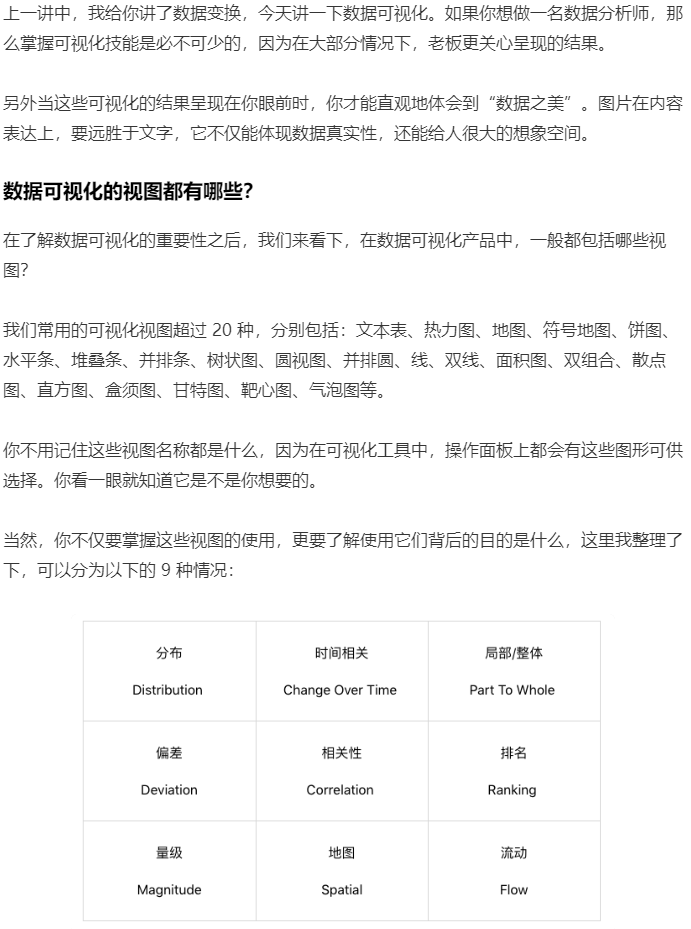 上一讲中，我给你讲了数据变换，今天讲一下数据可视化。如果你想做一名数据分析师，那
么掌握可视化技能是必不可少的，因为在大部分情况下，老板更关心呈现的结果。
另外当这些可视化的结果呈现在你眼前时，你才能直观地体会到“数据之美”。图片在内容
表达上，要远胜于文字，它不仅能体现数据真实性，还能给人很大的想象空间。
数据可视化的视图都有哪些？
在了解数据可视化的重要性之后，我们来看下，在数据可视化产品中，一般都包括哪些视
图？
我们常用的可视化视图超过 20 种，分别包括：文本表、热力图、地图、符号地图、饼图、
水平条、堆叠条、并排条、树状图、圆视图、并排圆、线、双线、面积图、双组合、散点
图、直方图、盒须图、甘特图、靶心图、气泡图等。
你不用记住这些视图名称都是什么，因为在可视化工具中，操作面板上都会有这些图形可供
选择。你看一眼就知道它是不是你想要的。
当然，你不仅要掌握这些视图的使用，更要了解使用它们背后的目的是什么，这里我整理了
下，可以分为以下的 9 种情况：
分布 时间相关 局部/整体
Distribution Change Over Time Part To Whole
偏差 相关性 排名
Deviation Correlation Ranking
量级 地图 流动
Magnitude Spatial Flow